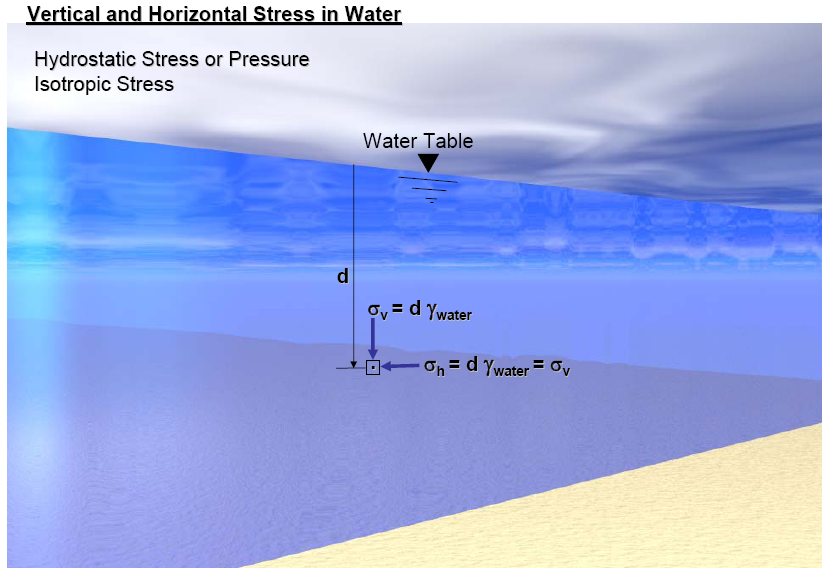 Vertical and Horizontal Stress in Water
Hydrostatic Stress or Pressure
Isotropic Stress
Water Table
d
σv = d γwater
σh = d γwater = σv